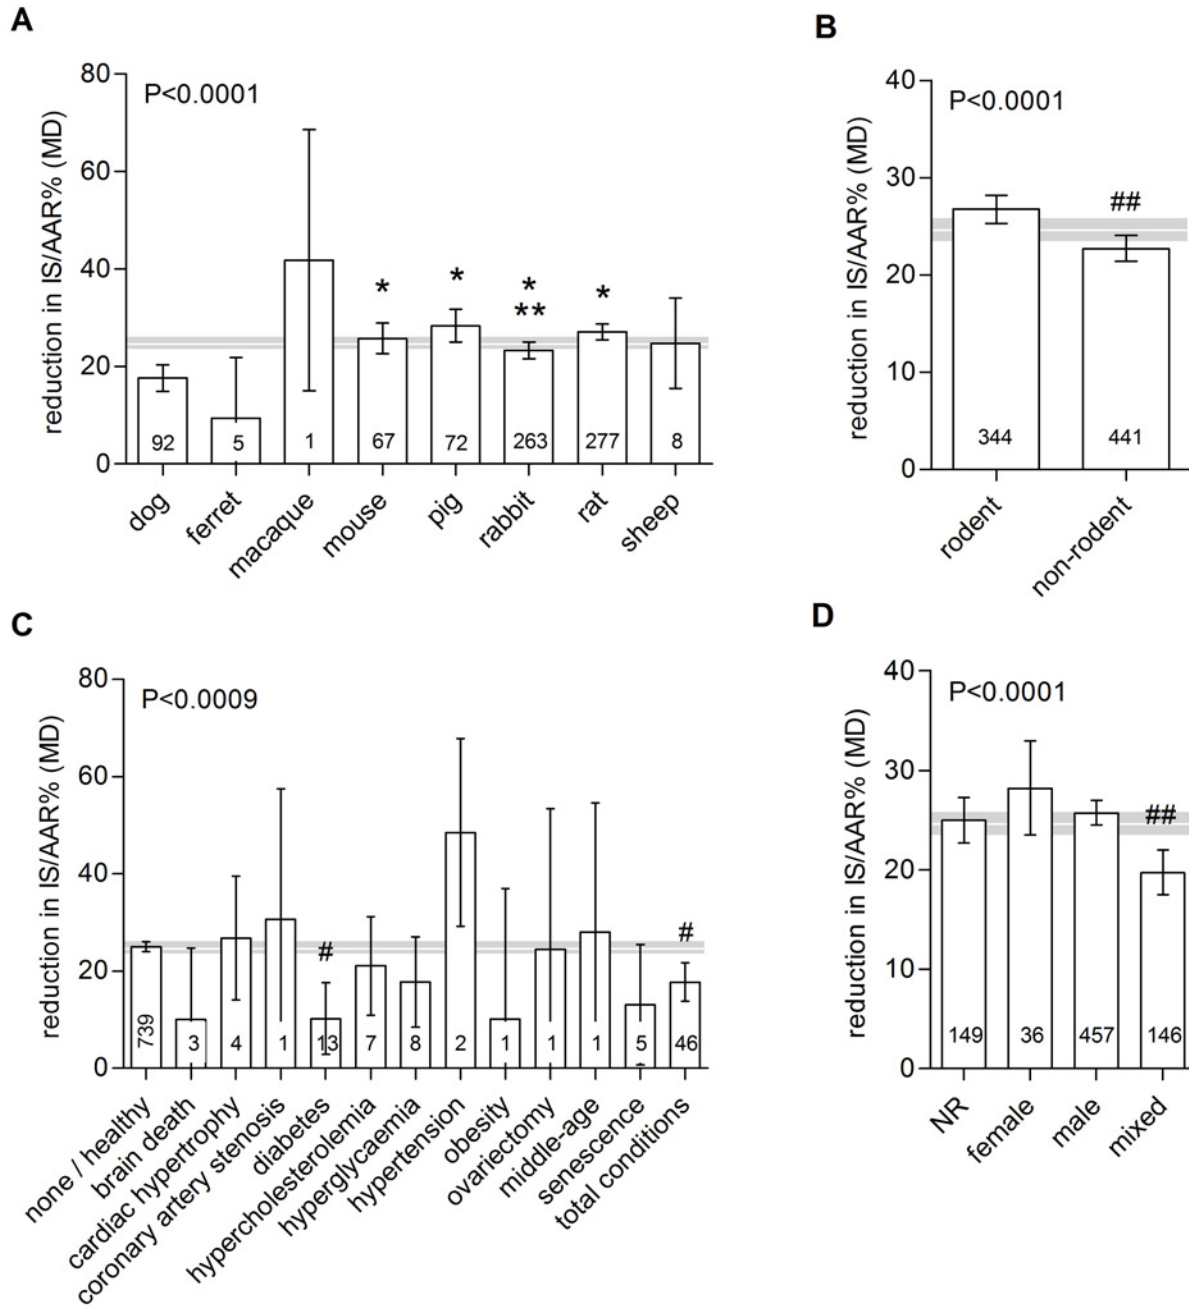 A
P<0.0001
reduction in IS/AAR% (MD)
80
60
40
20
0
*
*
*
**
*
92
5
1
67
72
263
277
8
dog
ferret
macaque
mouse
pig
rabbit
rat
sheep
B
P<0.0001
reduction in IS/AAR% (MD)
40
30
20
10
0
##
344
441
rodent
non-rodent
C
P<0.0009
reduction in IS/AAR% (MD)
80
60
40
20
0
#
#
739
3
4
1
13
7
8
2
1
1
1
5
46
none / healthy
brain death
cardiac hypertrophy
coronary artery stenosis
diabetes
hypercholesterolemia
hyperglycaemia
hypertension
obesity
ovariectomy
middle-age
senescence
total conditions
D
P<0.0001
reduction in IS/AAR% (MD)
40
30
20
10
0
##
149
36
457
146
NR
female
male
mixed